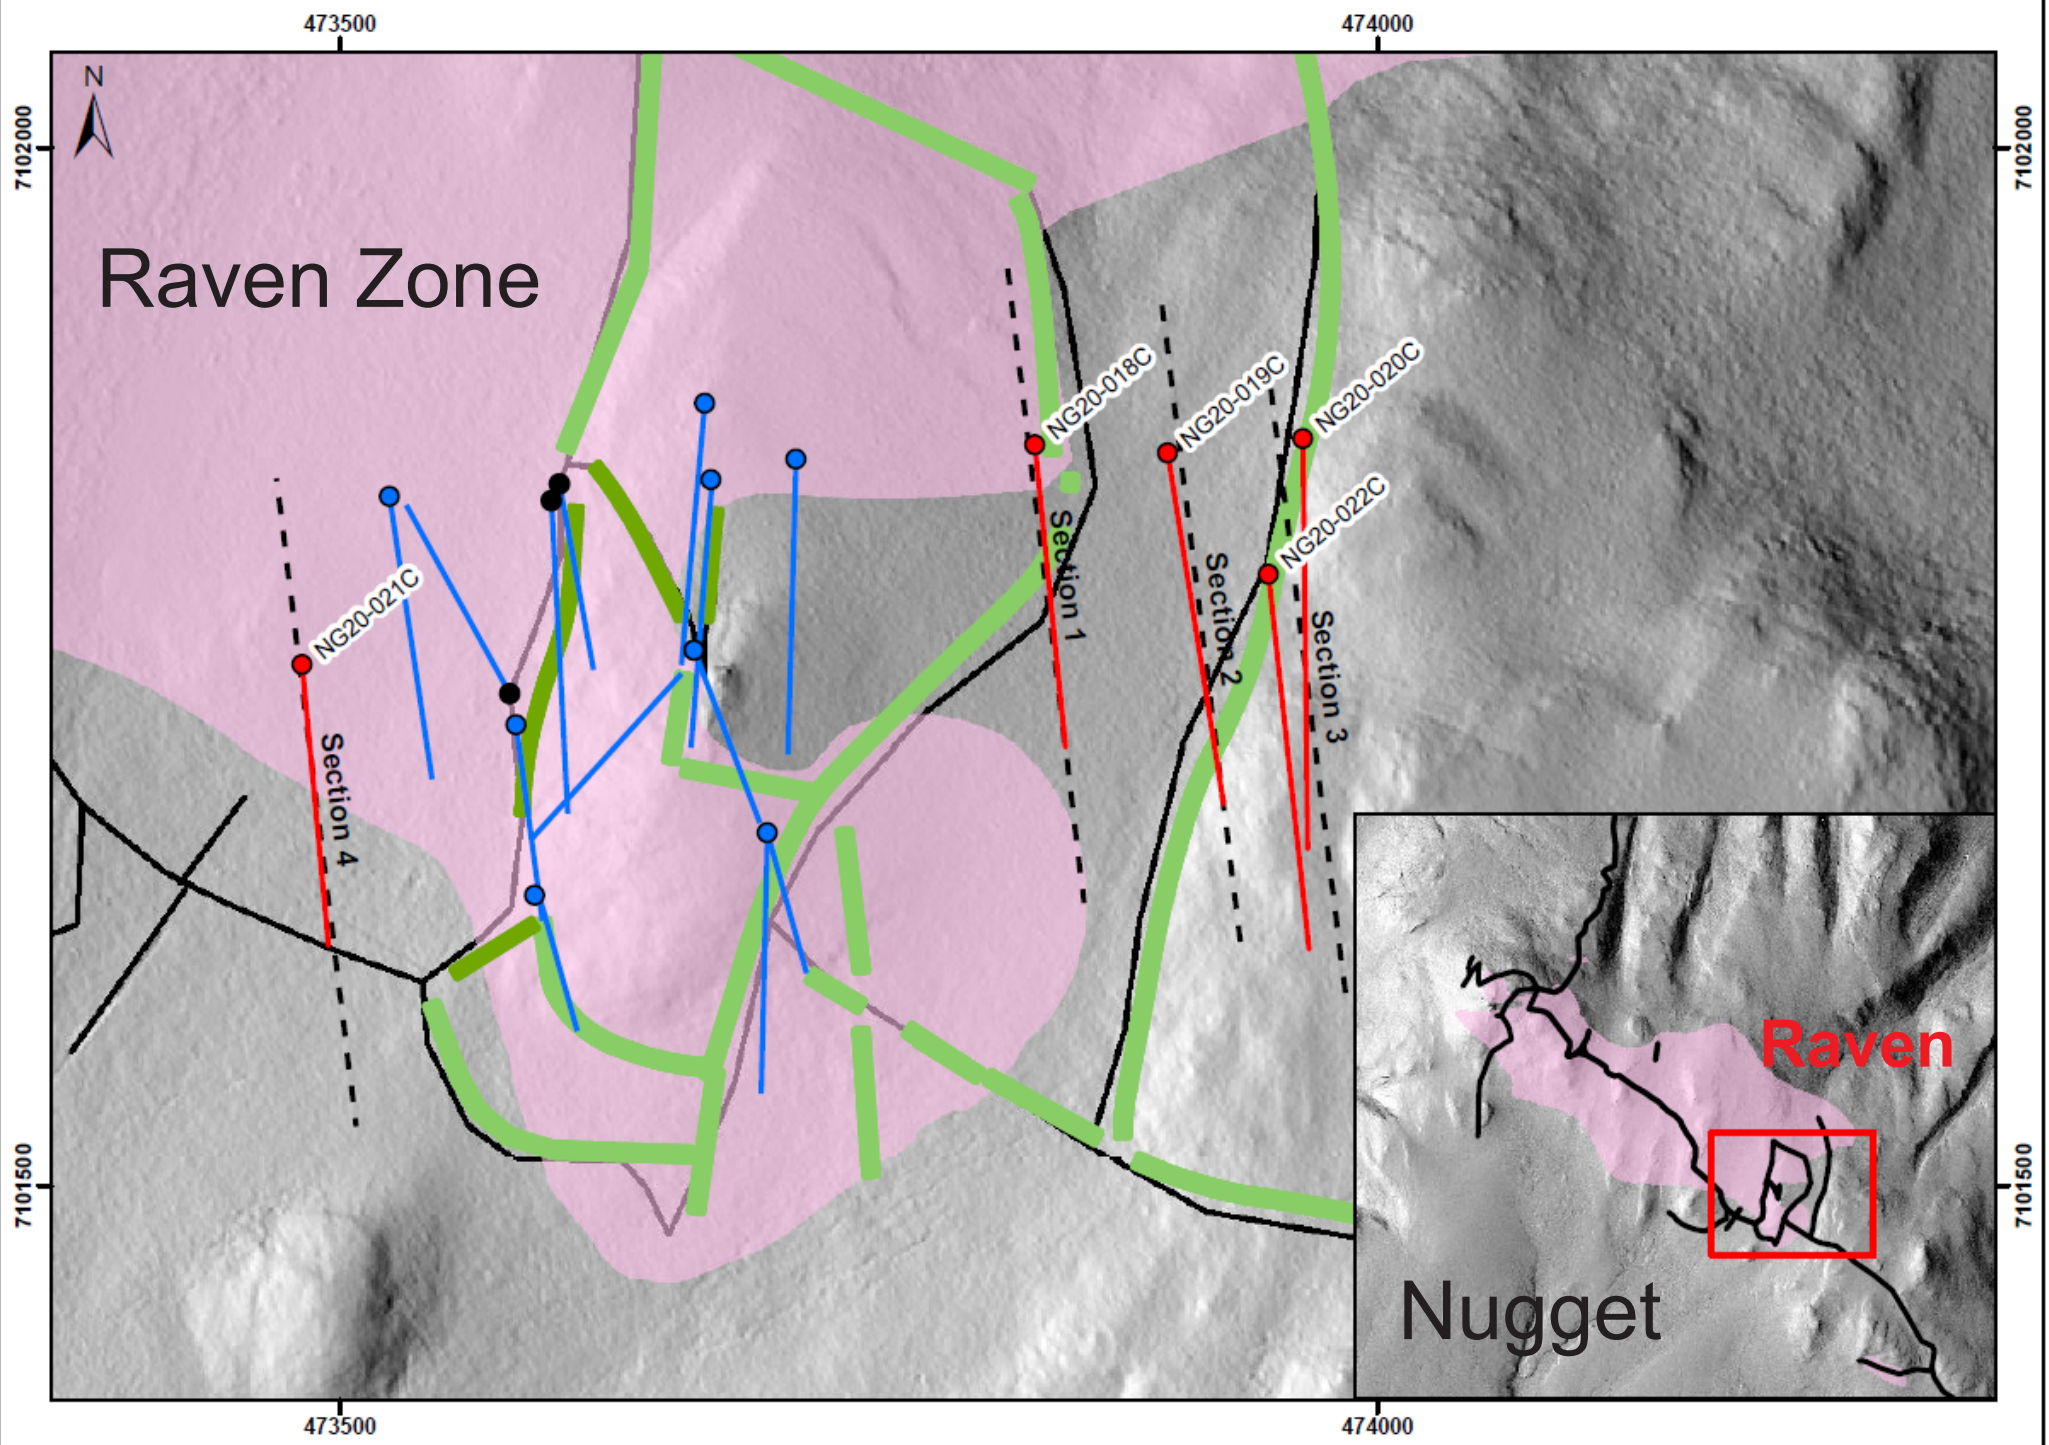 473500
474000
N
7102000
7102000
Raven Zone
NG20-018C
NG20-019C
NG20-020C
NG20-022C
NG20-021C
Section 1
Section 2
Section 3
Section 4
Raven
Nugget
7101500
7101500
473500
474000